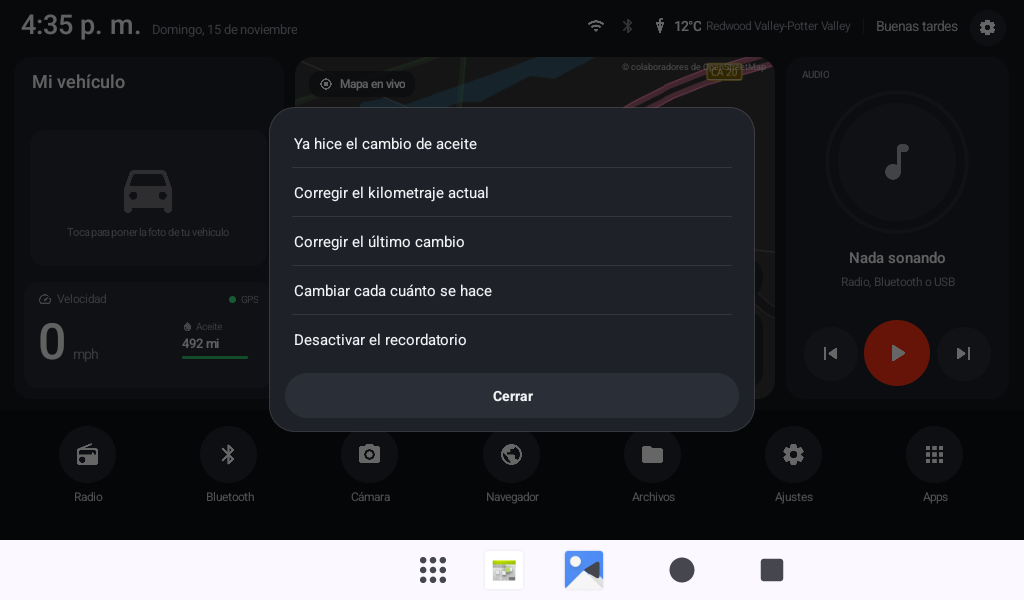 4:35 p. m.
Domingo, 15 de noviembre
12°C Redwood Valley-Potter Valley
Buenas tardes
Mi vehículo
Toca para poner la foto de tu vehículo
Velocidad
GPS
0 mph
Aceite
492 mi
Mapa en vivo
© colaboradores de OpenStreetMap
CA 20
Ya hice el cambio de aceite
Corregir el kilometraje actual
Corregir el último cambio
Cambiar cada cuánto se hace
Desactivar el recordatorio
Cerrar
AUDIO
Nada sonando
Radio, Bluetooth o USB
Radio
Bluetooth
Cámara
Navegador
Archivos
Ajustes
Apps